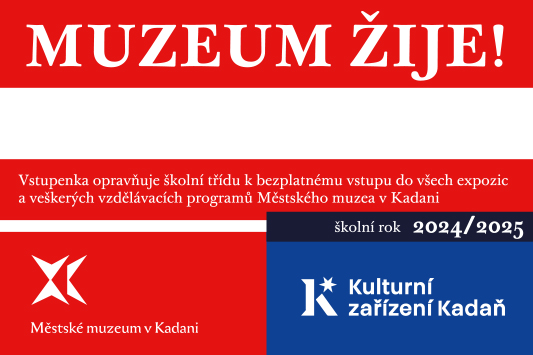 MUZEUM ŽIJE!
Vstupenka opravňuje školní třídu k bezplatnému vstupu do všech expozic
a veškerých vzdělávacích programů Městského muzea v Kadani
školní rok 2024/2025
Městské muzeum v Kadani
Kulturní
zařízení Kadaň